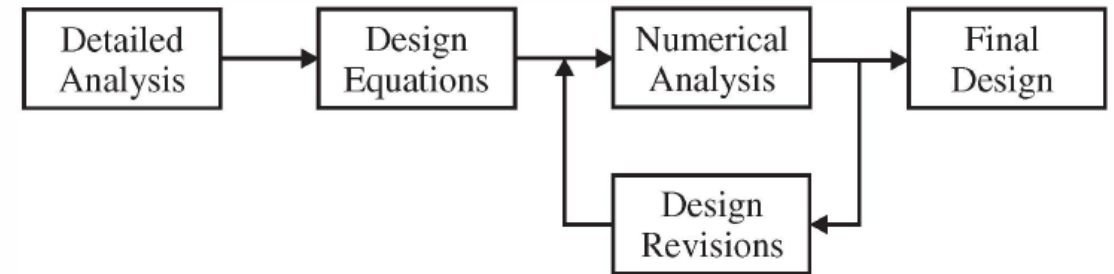 Detailed
Analysis
Design
Equations
Numerical
Analysis
Final
Design
Design
Revisions